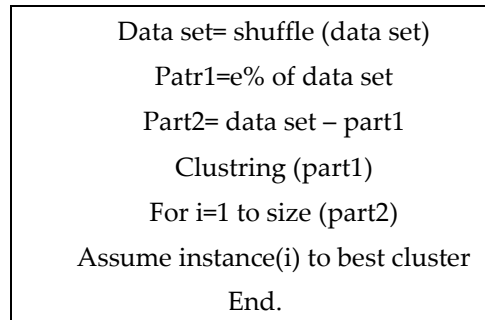 Data set= shuffle (data set)
Patr1=e% of data set
Part2= data set – part1
Clustring (part1)
For i=1 to size (part2)
Assume instance(i) to best cluster
End.